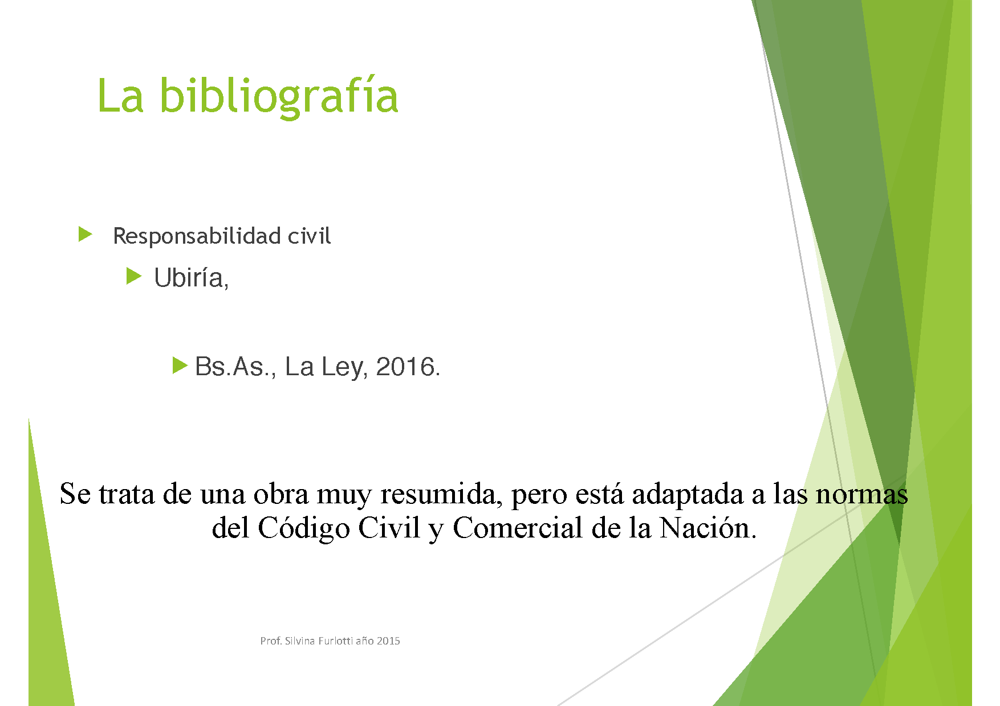 La bibliografía
Responsabilidad civil
Ubiría,
Bs.As., La Ley, 2016.
Se trata de una obra muy resumida, pero está adaptada a las normas
del Código Civil y Comercial de la Nación.
Prof. Silvina Furlotti año 2015